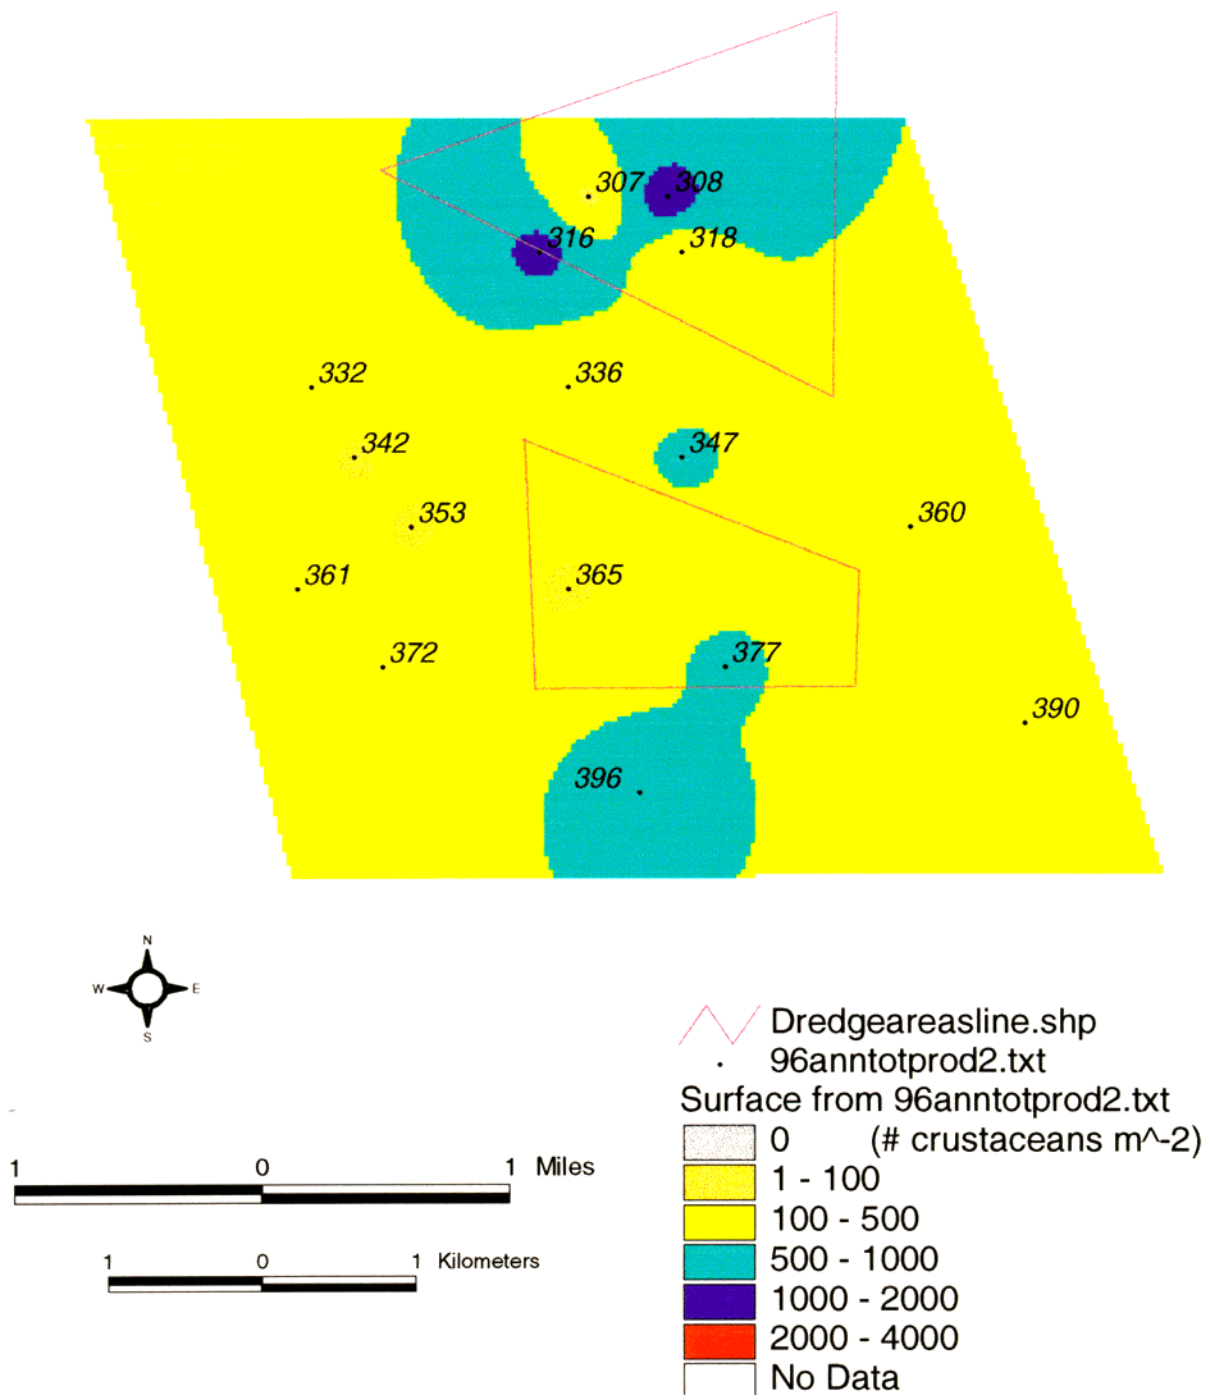 307
308
316
318
332
336
342
347
353
360
361
365
372
377
390
396
N
W E
S
Dredgeareasline.shp
96anntotprod2.txt
Surface from 96anntotprod2.txt
0 (# crustaceans m^-2)
1 - 100
100 - 500
500 - 1000
1000 - 2000
2000 - 4000
No Data
1 0 1 Miles
1 0 1 Kilometers